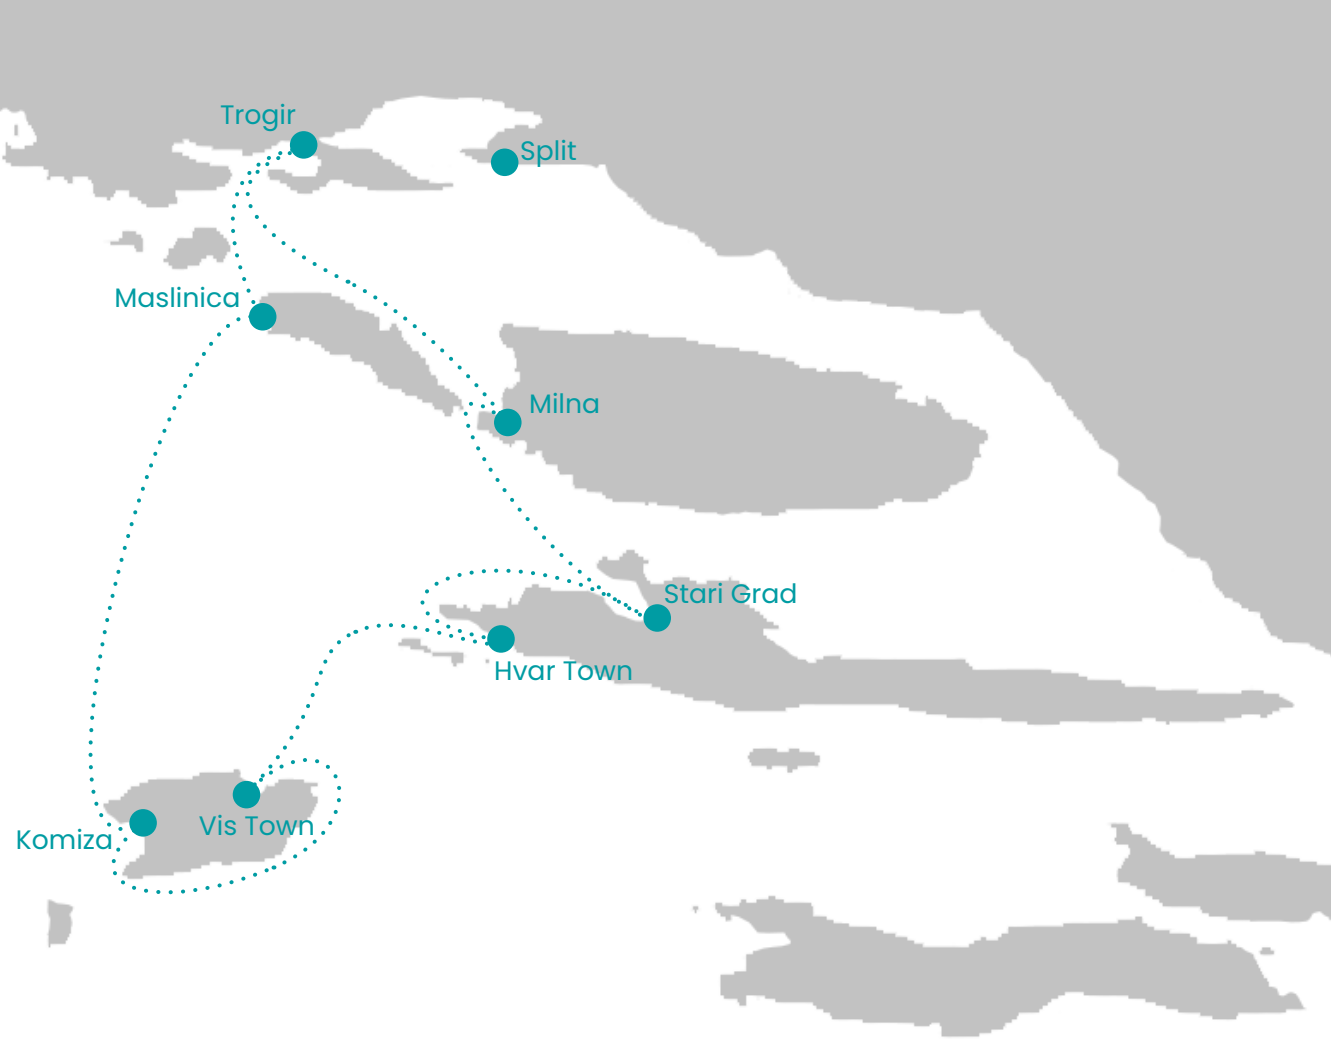 Trogir
Split
Maslinica
Milna
Stari Grad
Hvar Town
Vis Town
Komiza